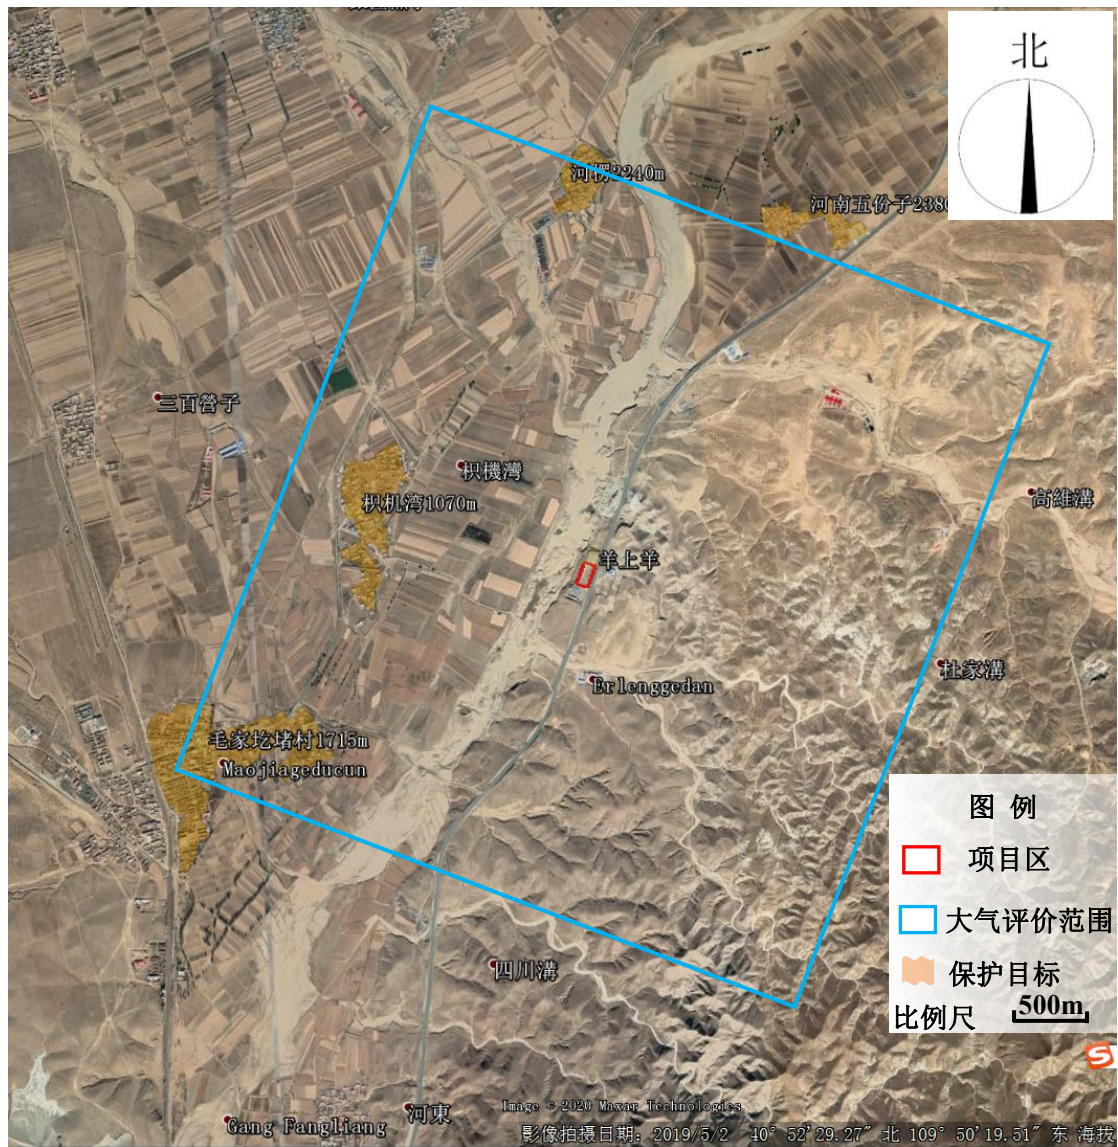 北
河楞2240m
河南五份子2380
三百營子
枳機灣
枳机湾1070m
高維溝
羊上羊
杜家溝
Erlenggedan
毛家圪堵村1715m
Maojiageducun
图 例
项目区
大气评价范围
保护目标
比例尺 500m
四川溝
河東
Gang Fangliang
Image © 2020 Maxar Technologies
影像拍摄日期: 2019/5/2 40° 52'29.27″ 北 109° 50'19.51″ 东 海拔
S